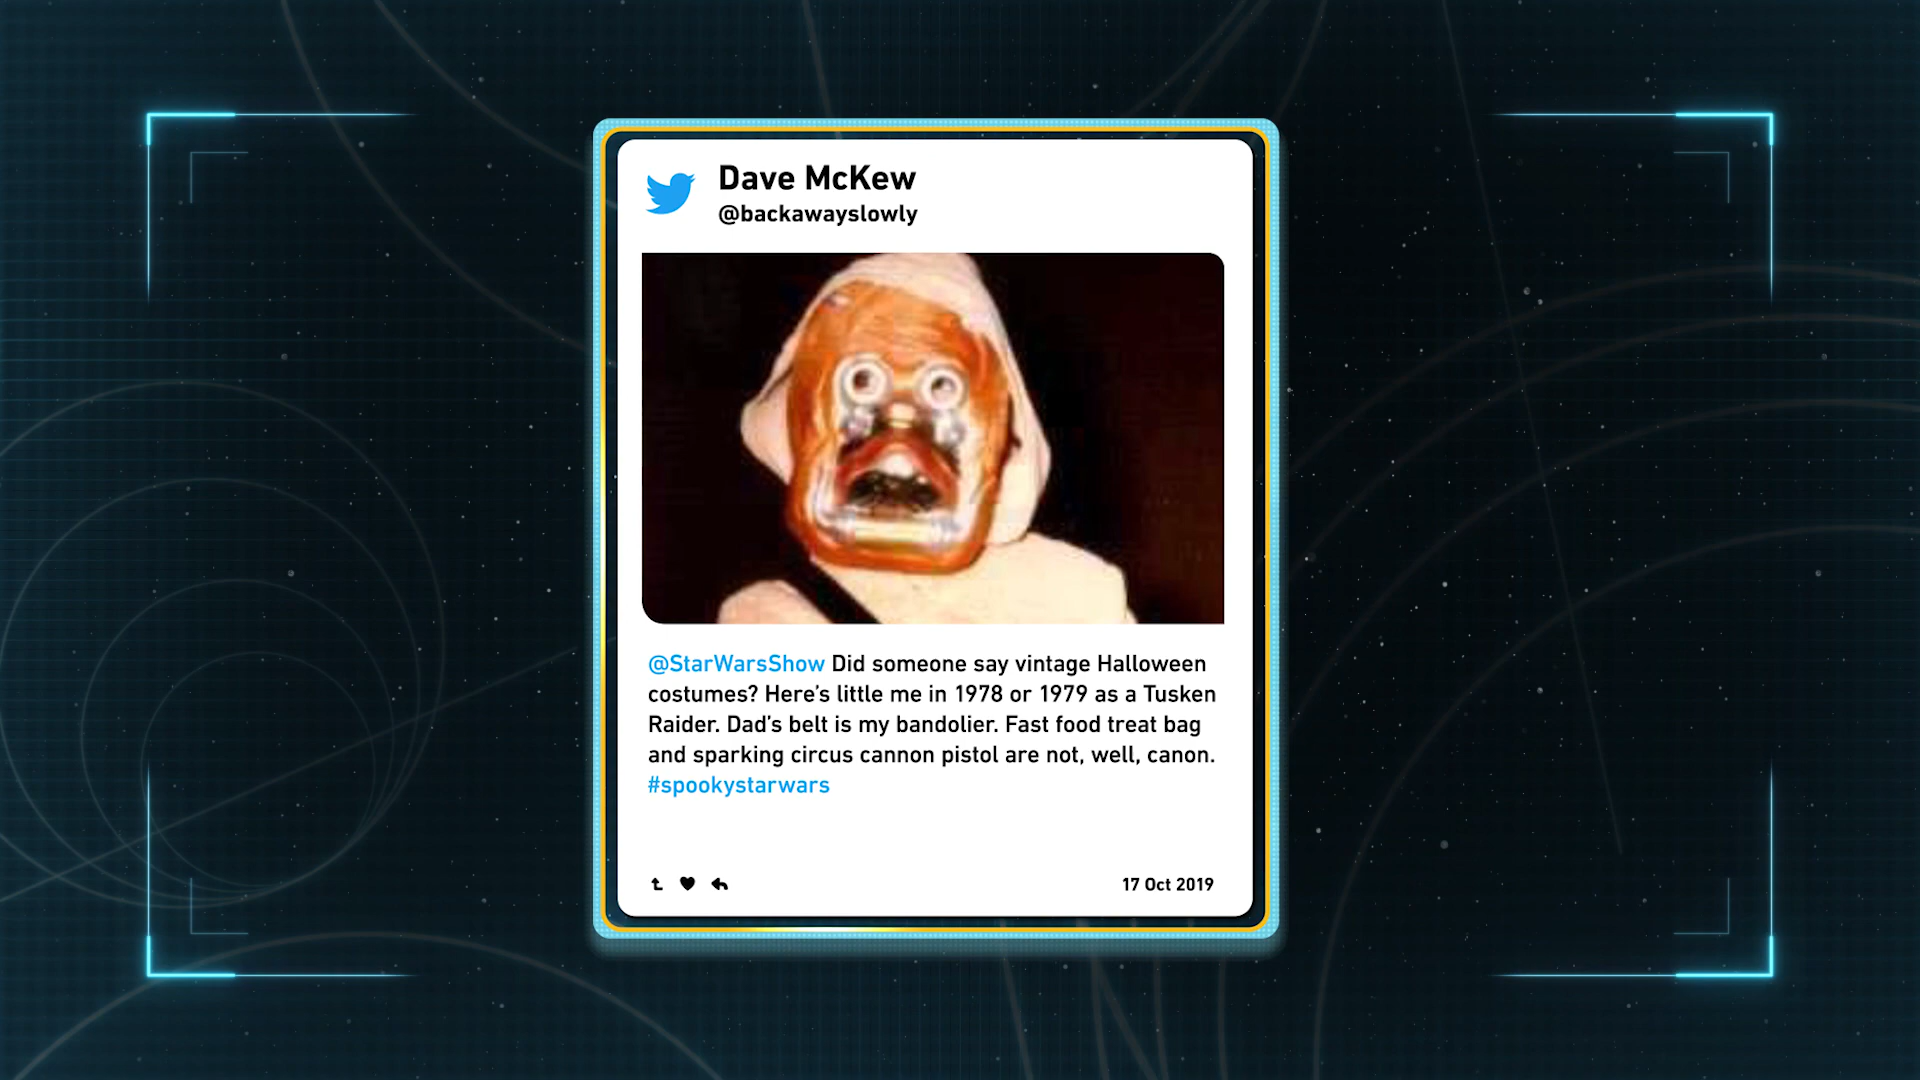 Dave McKew
@backawayslowly
@StarWarsShow Did someone say vintage Halloween
costumes? Here's little me in 1978 or 1979 as a Tusken
Raider. Dad's belt is my bandolier. Fast food treat bag
and sparking circus cannon pistol are not, well, canon.
#spookystarwars
17 Oct 2019